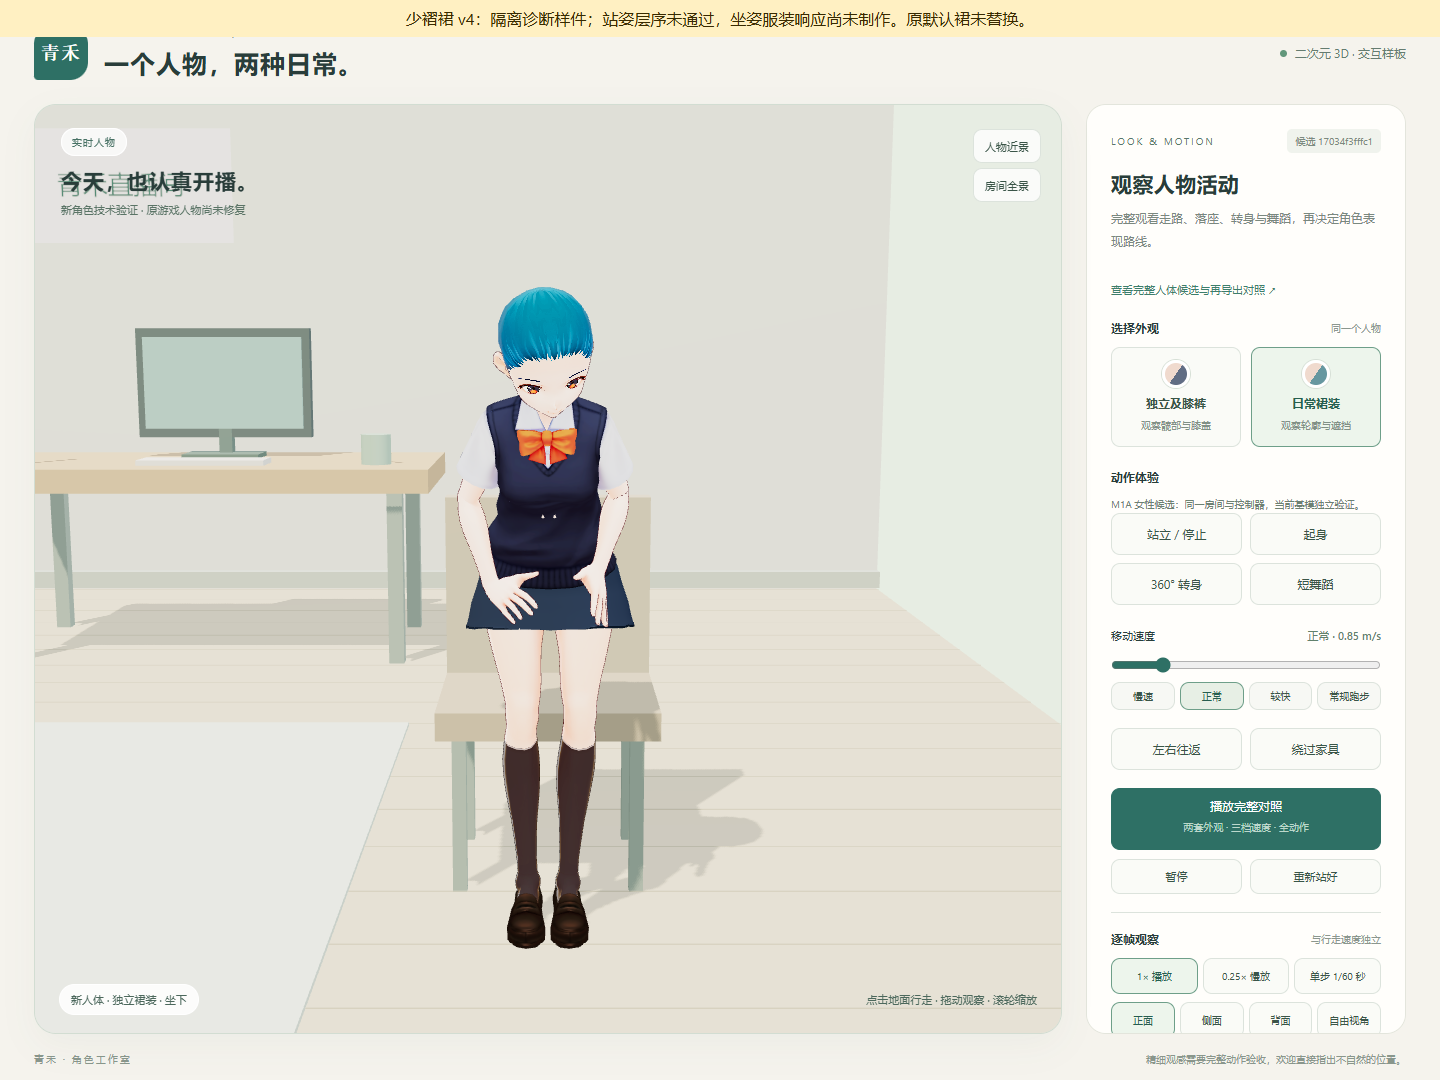 少褶裙 v4：隔离诊断样件；站姿层序未通过，坐姿服装响应尚未制作。原默认裙未替换。
青禾
一个人物，两种日常。
二次元 3D · 交互样板
实时人物
今天，也认真开播。
青禾直播间
新角色技术验证 · 原游戏人物尚未修复
人物近景
房间全景
新人体 · 独立裙装 · 坐下
点击地面行走 · 拖动观察 · 滚轮缩放
LOOK & MOTION
候选 17034f3fffc1
观察人物活动
完整观看走路、落座、转身与舞蹈，再决定角色表
现路线。
查看完整人体候选与再导出对照 ↗
选择外观
同一个人物
独立及膝裤
观察髋部与膝盖
日常裙装
观察轮廓与遮挡
动作体验
M1A 女性候选：同一房间与控制器，当前基模独立验证。
站立 / 停止
起身
360° 转身
短舞蹈
移动速度
正常 · 0.85 m/s
慢速
正常
较快
常规跑步
左右往返
绕过家具
播放完整对照
两套外观 · 三档速度 · 全动作
暂停
重新站好
逐帧观察
与行走速度独立
1× 播放
0.25× 慢放
单步 1/60 秒
正面
侧面
背面
自由视角
青禾 · 角色工作室
精细观感需要完整动作验收，欢迎直接指出不自然的位置。